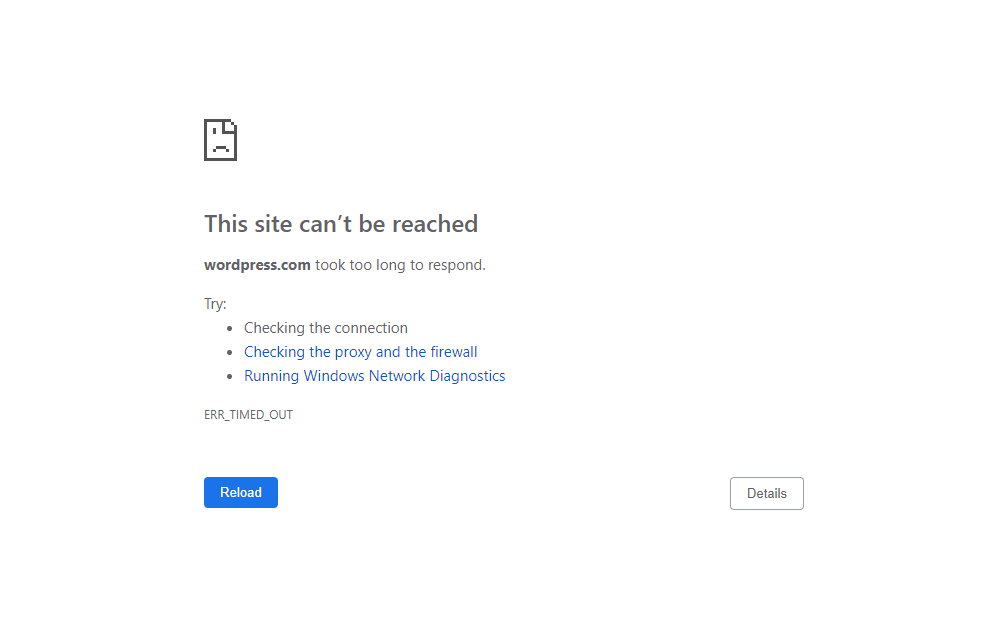 This site can’t be reached
wordpress.com took too long to respond.
Try:
Checking the connection
Checking the proxy and the firewall
Running Windows Network Diagnostics
ERR_TIMED_OUT
Reload
Details